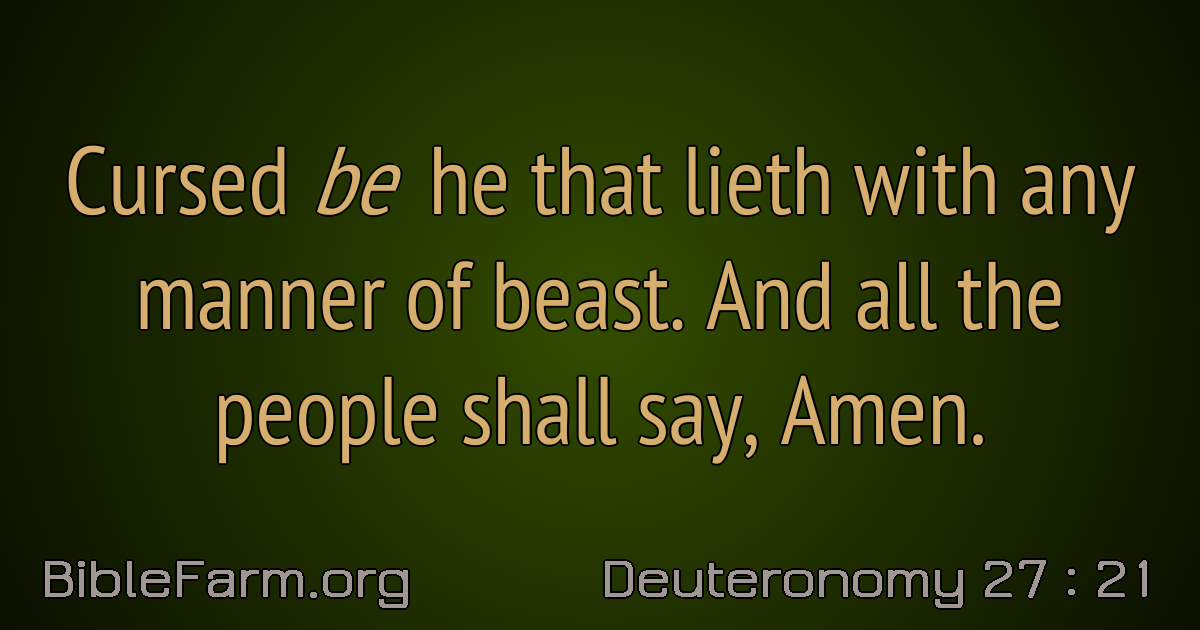 Cursed be he that lieth with any
manner of beast. And all the
people shall say, Amen.
BibleFarm.org
Deuteronomy 27 : 21